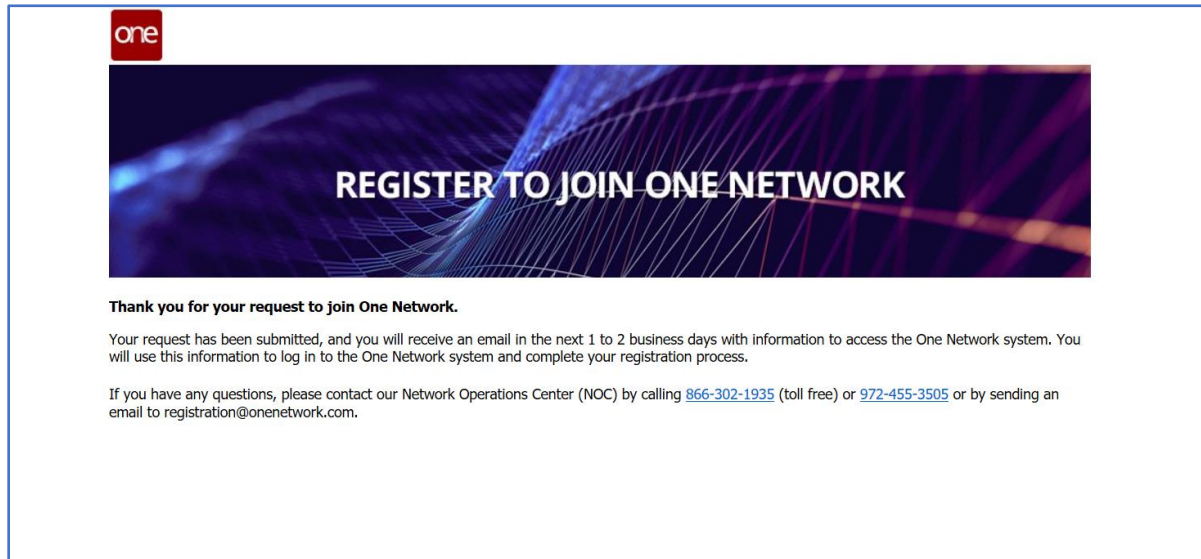 one
REGISTER TO JOIN ONE NETWORK
Thank you for your request to join One Network.
Your request has been submitted, and you will receive an email in the next 1 to 2 business days with information to access the One Network system. You
will use this information to log in to the One Network system and complete your registration process.
If you have any questions, please contact our Network Operations Center (NOC) by calling 866-302-1935 (toll free) or 972-455-3505 or by sending an
email to registration@onenetwork.com.